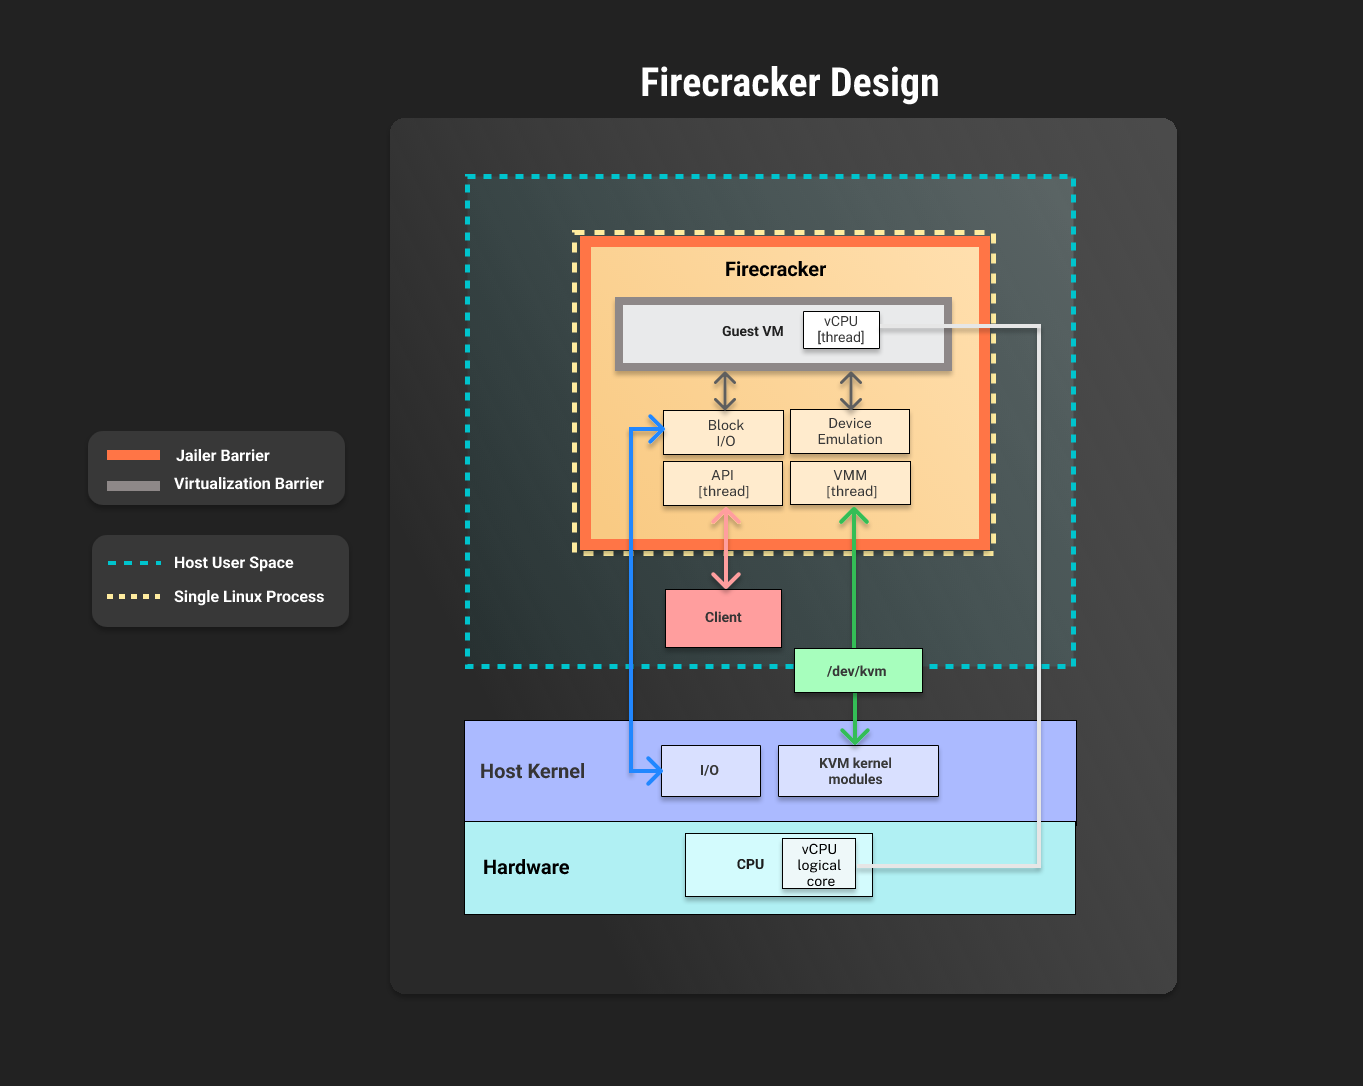 Firecracker Design
Firecracker
Guest VM
vCPU
[thread]
Block
I/O
Device
Emulation
API
[thread]
VMM
[thread]
Jailer Barrier
Virtualization Barrier
Host User Space
Single Linux Process
Client
/dev/kvm
Host Kernel
I/O
KVM kernel
modules
Hardware
CPU
vCPU
logical
core